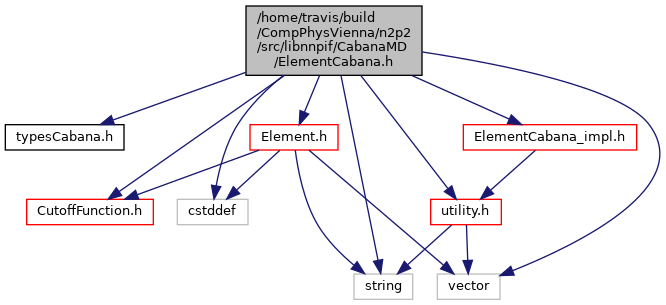 /home/travis/build
/CompPhysVienna/n2p2
/src/libnnpif/CabanaMD
/ElementCabana.h
typesCabana.h
Element.h
ElementCabana_impl.h
CutoffFunction.h
cstddef
utility.h
string
vector